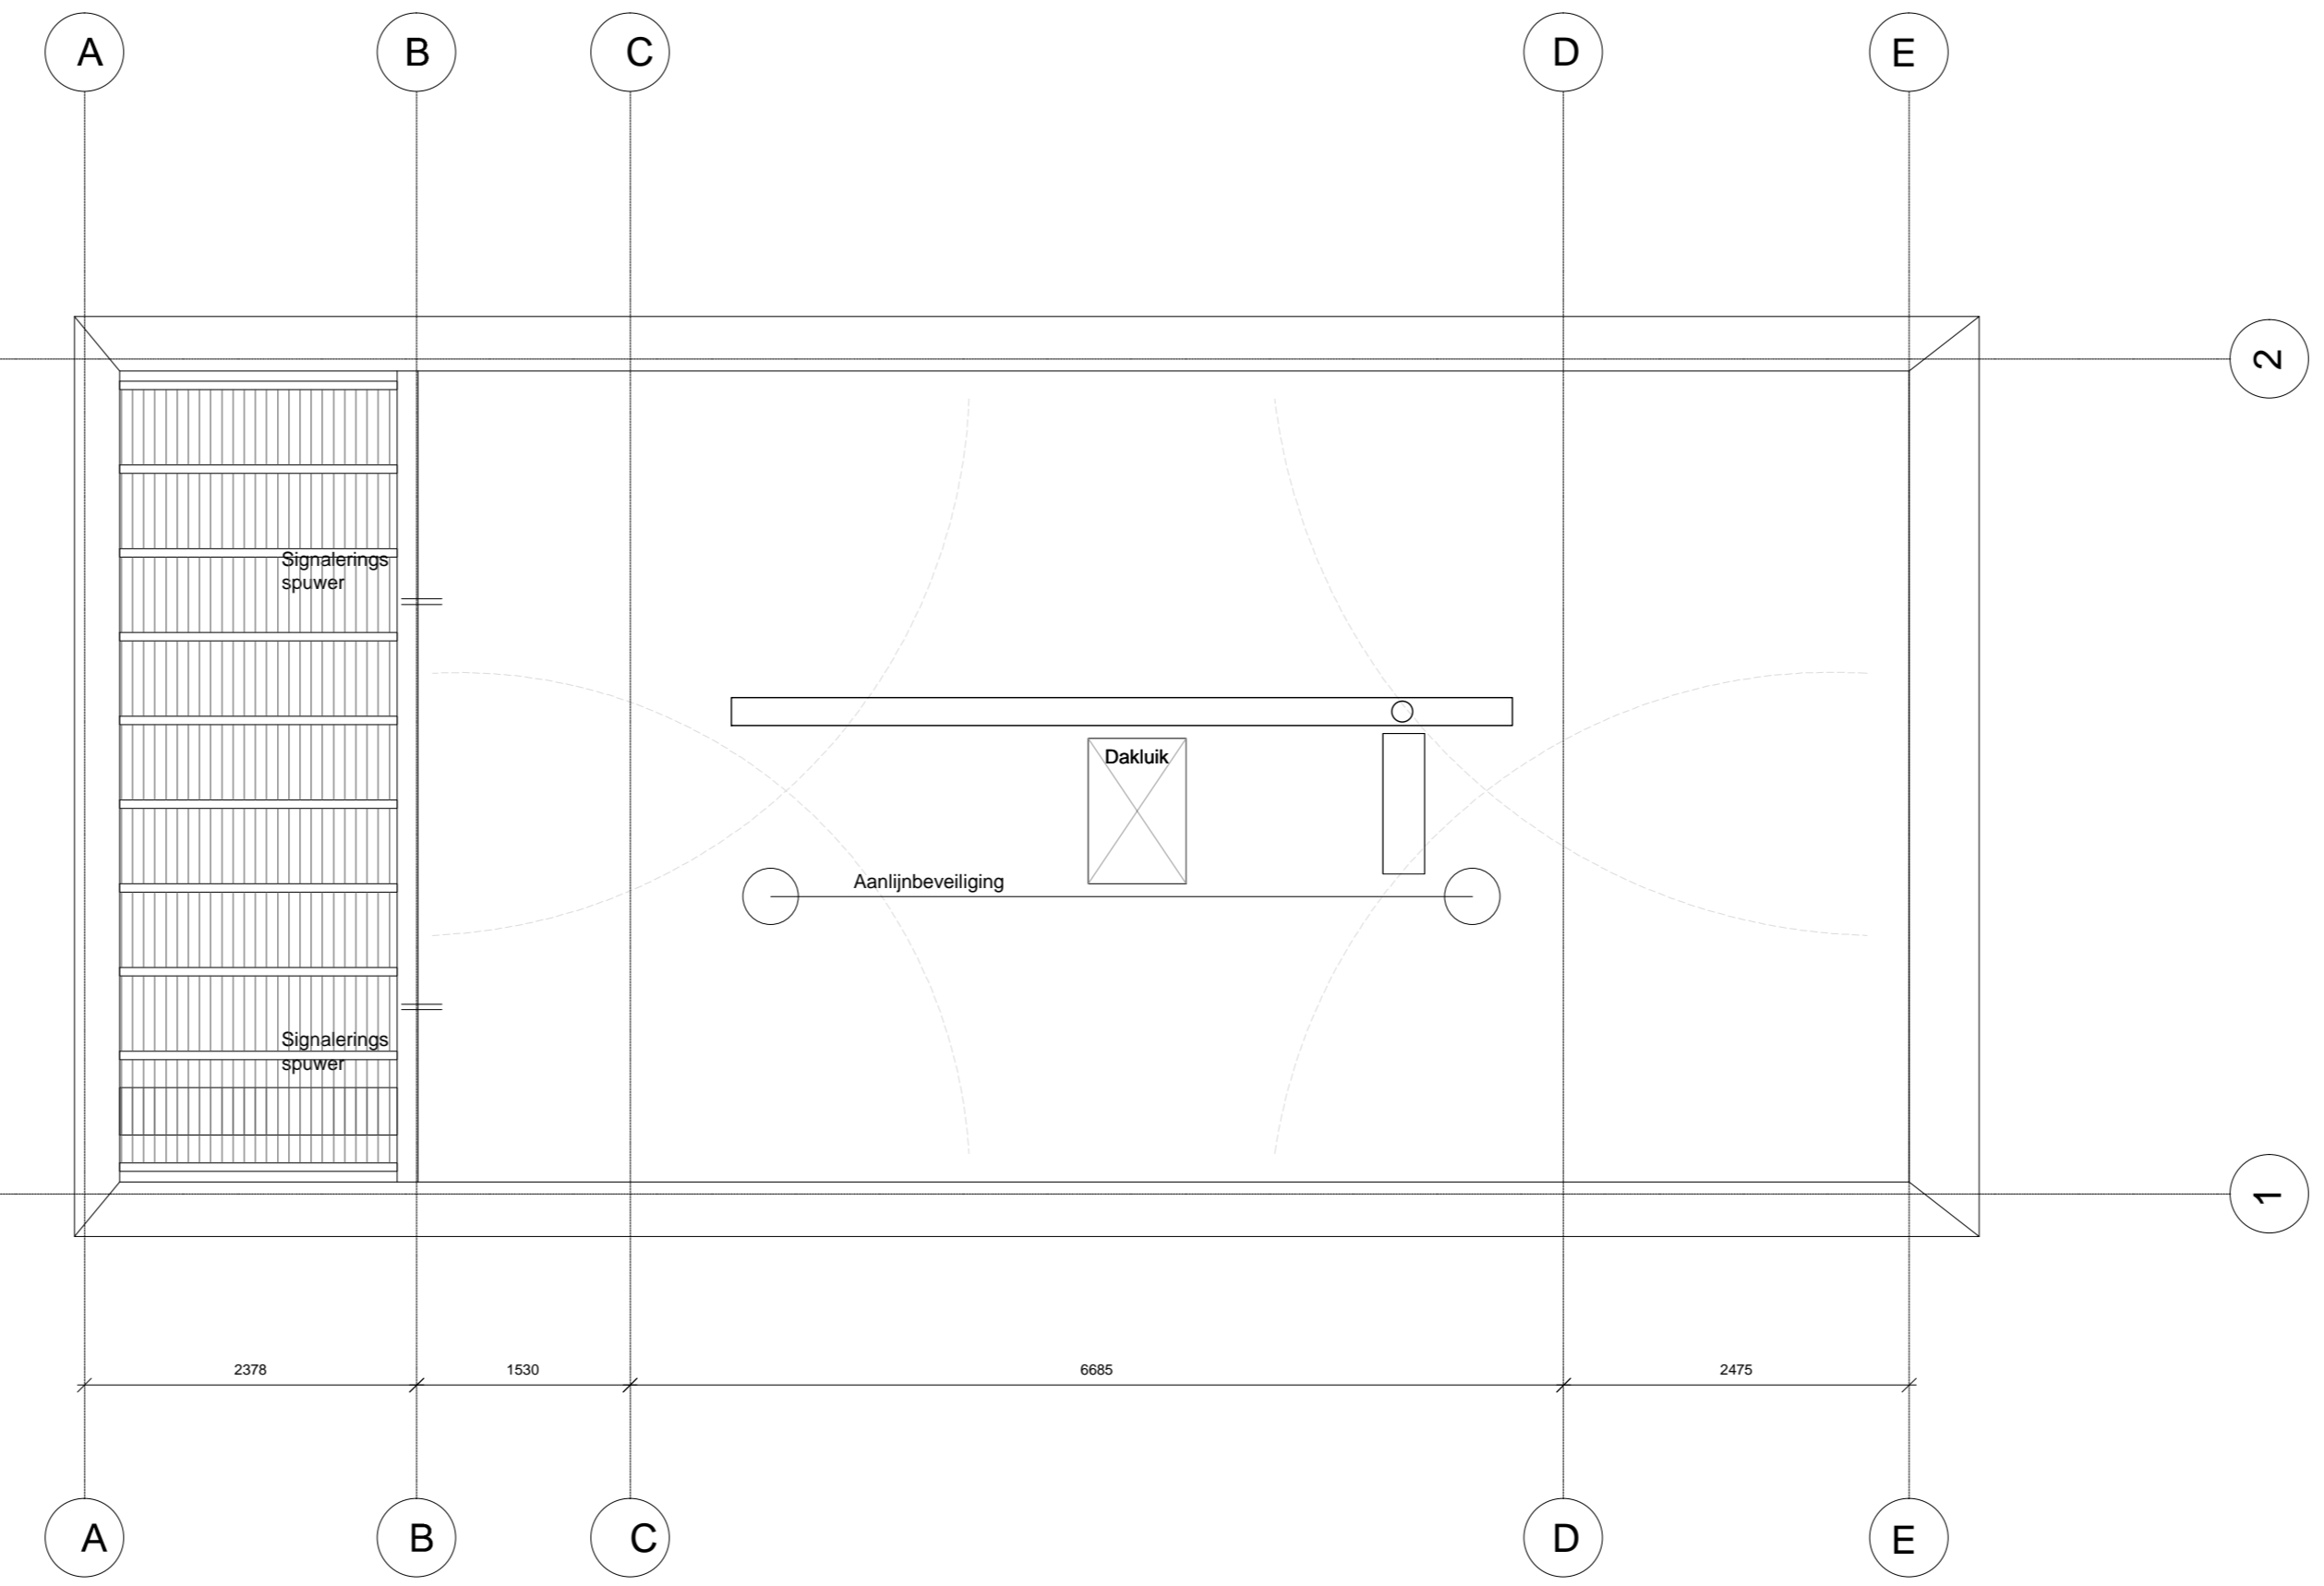 A
B
C
D
E
2
Signalerings
spuwer
Dakluik
Aanlijnbeveiliging
Signalerings
spuwer
1
2378
1530
6685
2475
A
B
C
D
E